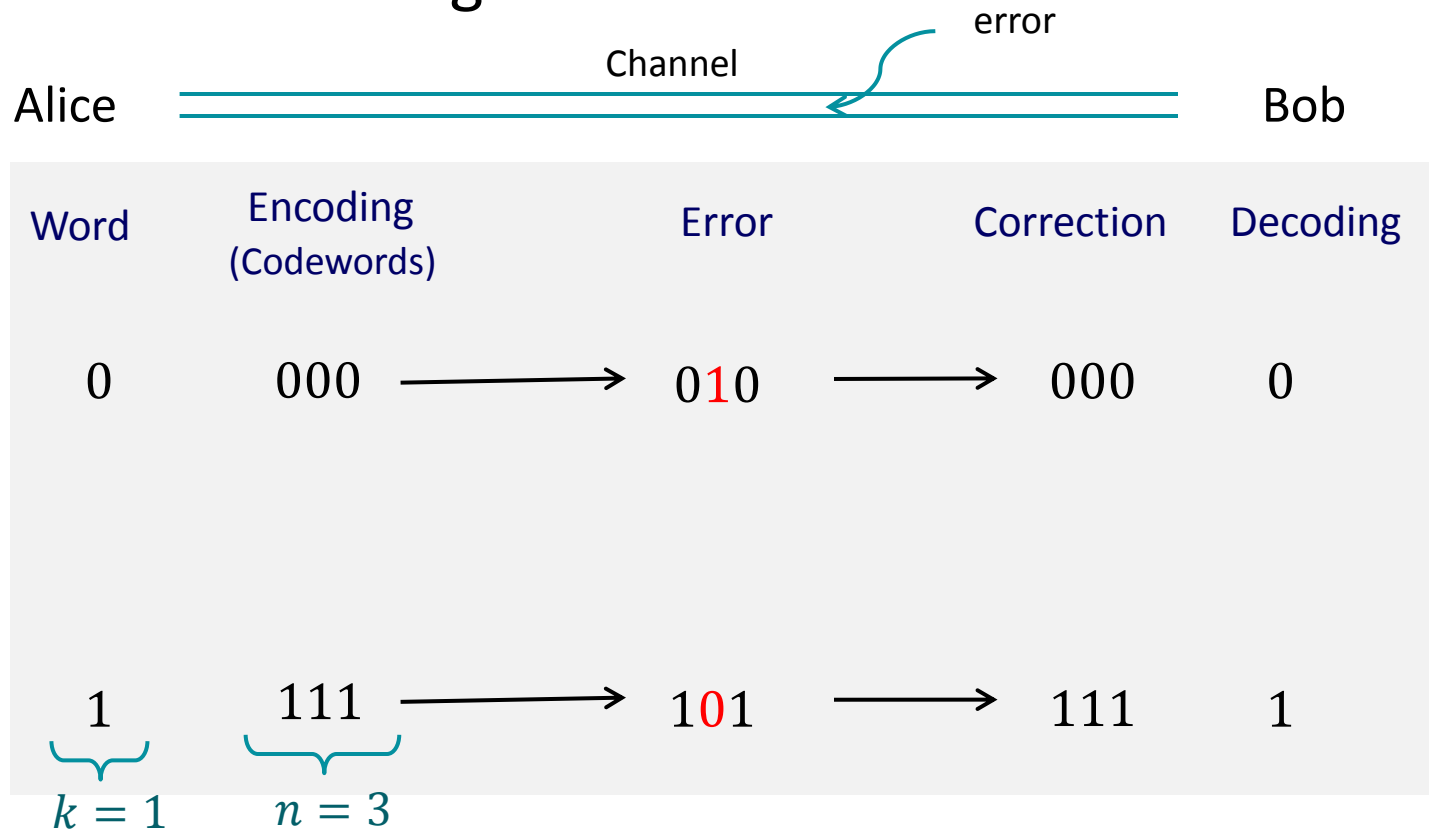 error
Channel
Alice Bob
Word Encoding (Codewords) Error Correction Decoding
0 000 010 000 0
1 111 101 111 1
k = 1 n = 3